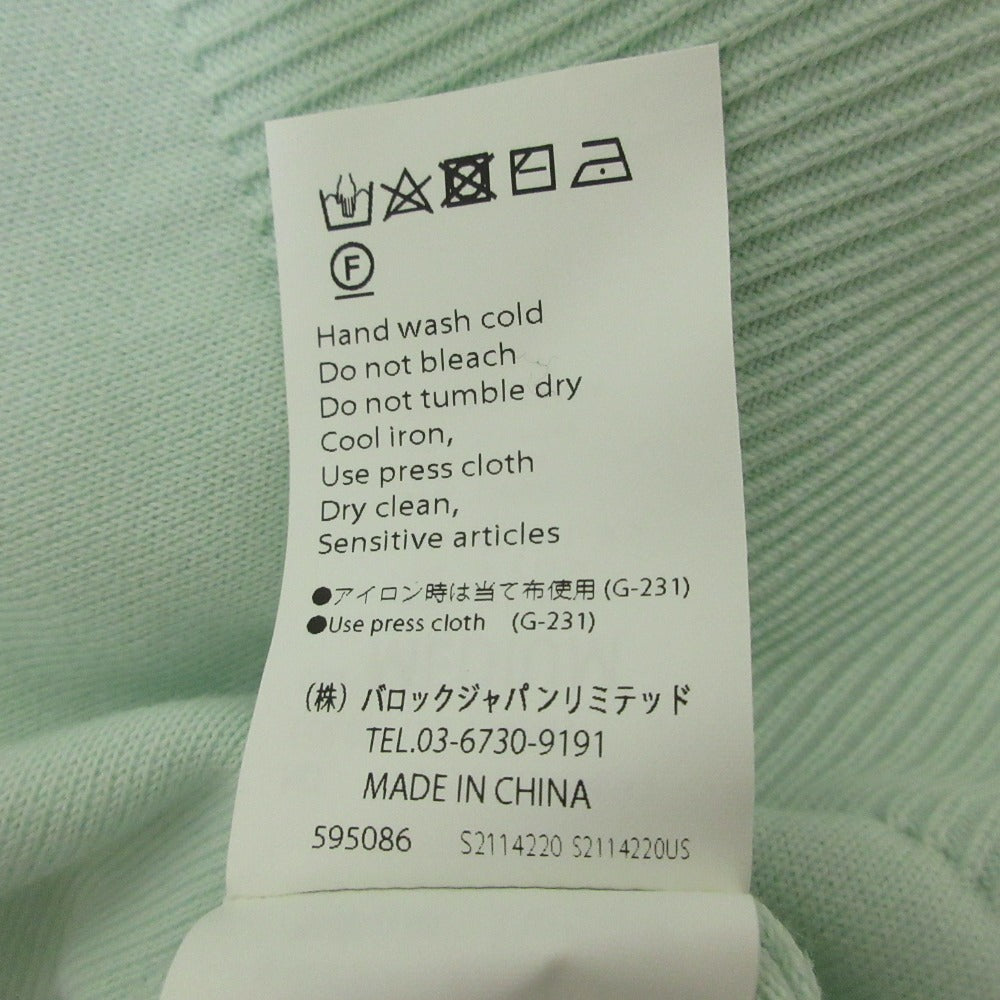 F
Hand wash cold
Do not bleach
Do not tumble dry
Cool iron,
Use press cloth
Dry clean,
Sensitive articles
●アイロン時は当て布使用 (G-231)
●Use press cloth (G-231)
(株) バロックジャパンリミテッド
TEL.03-6730-9191
MADE IN CHINA
595086 S2114220 S2114220US